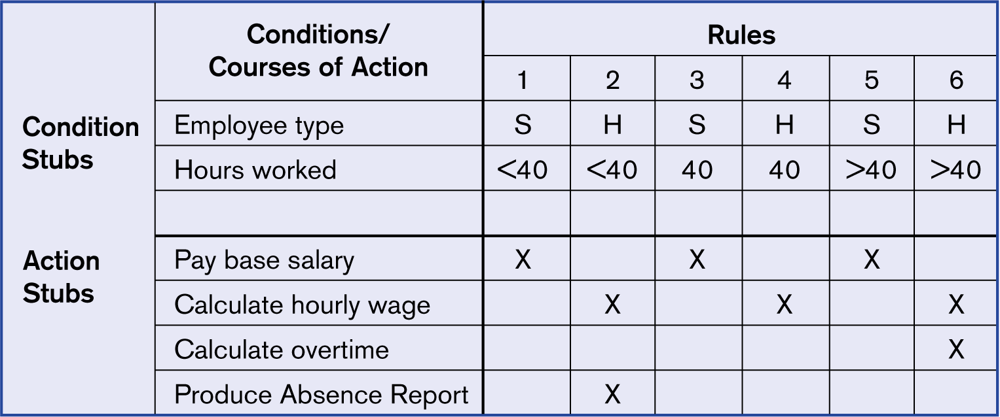 Conditions/
Courses of Action
Rules
1 2 3 4 5 6
Condition
Stubs
Employee type S H S H S H
Hours worked <40 <40 40 40 >40 >40
Action
Stubs
Pay base salary X X X
Calculate hourly wage X X X
Calculate overtime X
Produce Absence Report X